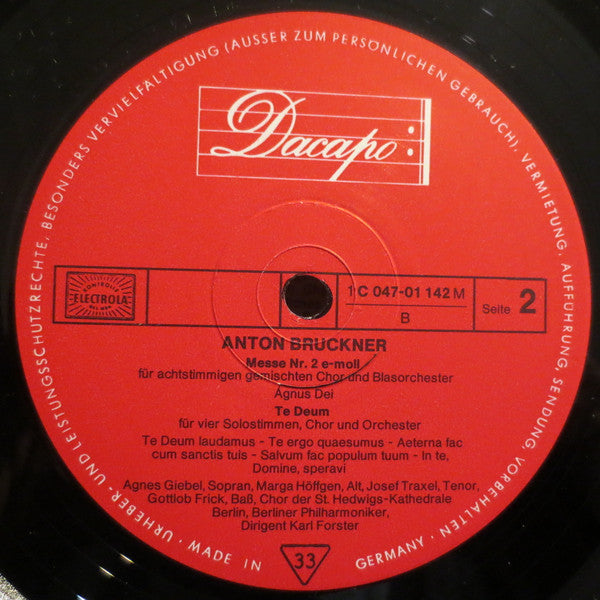 URHEBER- UND LEISTUNGSSCHUTZRECHTE, BESONDERS VERVIELFÄLTIGUNG (AUSSER ZUM PERSÖNLICHEN GEBRAUCH), VERMIETUNG, AUFFÜHRUNG, SENDUNG VORBEHALTEN · MADE IN GERMANY ·
Dacapo
ELECTROLA
1 C 047-01 142 M
B
Seite 2
ANTON BRUCKNER
Messe Nr. 2 e-moll
für achtstimmigen gemischten Chor und Blasorchester
Agnus Dei
Te Deum
für vier Solostimmen, Chor und Orchester
Te Deum laudamus - Te ergo quaesumus - Aeterna fac
cum sanctis tuis - Salvum fac populum tuum - In te,
Domine, speravi
Agnes Giebel, Sopran, Marga Höffgen, Alt, Josef Traxel, Tenor,
Gottlob Frick, Baß, Chor der St. Hedwigs-Kathedrale
Berlin, Berliner Philharmoniker,
Dirigent Karl Forster
33